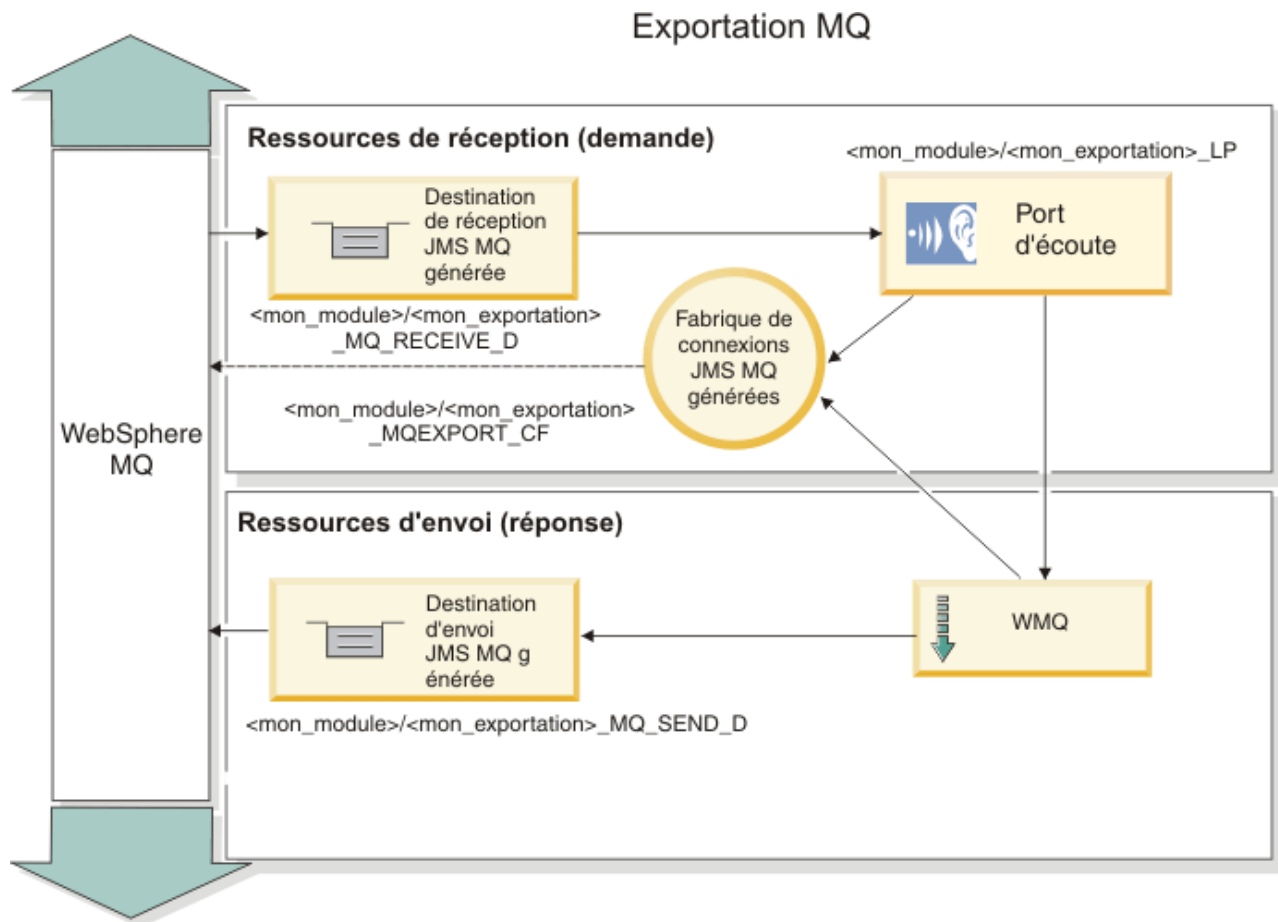 Exportation MQ
Ressources de réception (demande)
<mon_module>/<mon_exportation>_LP
Destination
de réception
JMS MQ
générée
Port
d'écoute
<mon_module>/<mon_exportation>
_MQ_RECEIVE_D
Fabrique de
connexions
JMS MQ
générées
<mon_module>/<mon_exportation>
_MQEXPORT_CF
WebSphere
MQ
Ressources d'envoi (réponse)
Destination
d'envoi
JMS MQ g
énérée
WMQ
<mon_module>/<mon_exportation>_MQ_SEND_D